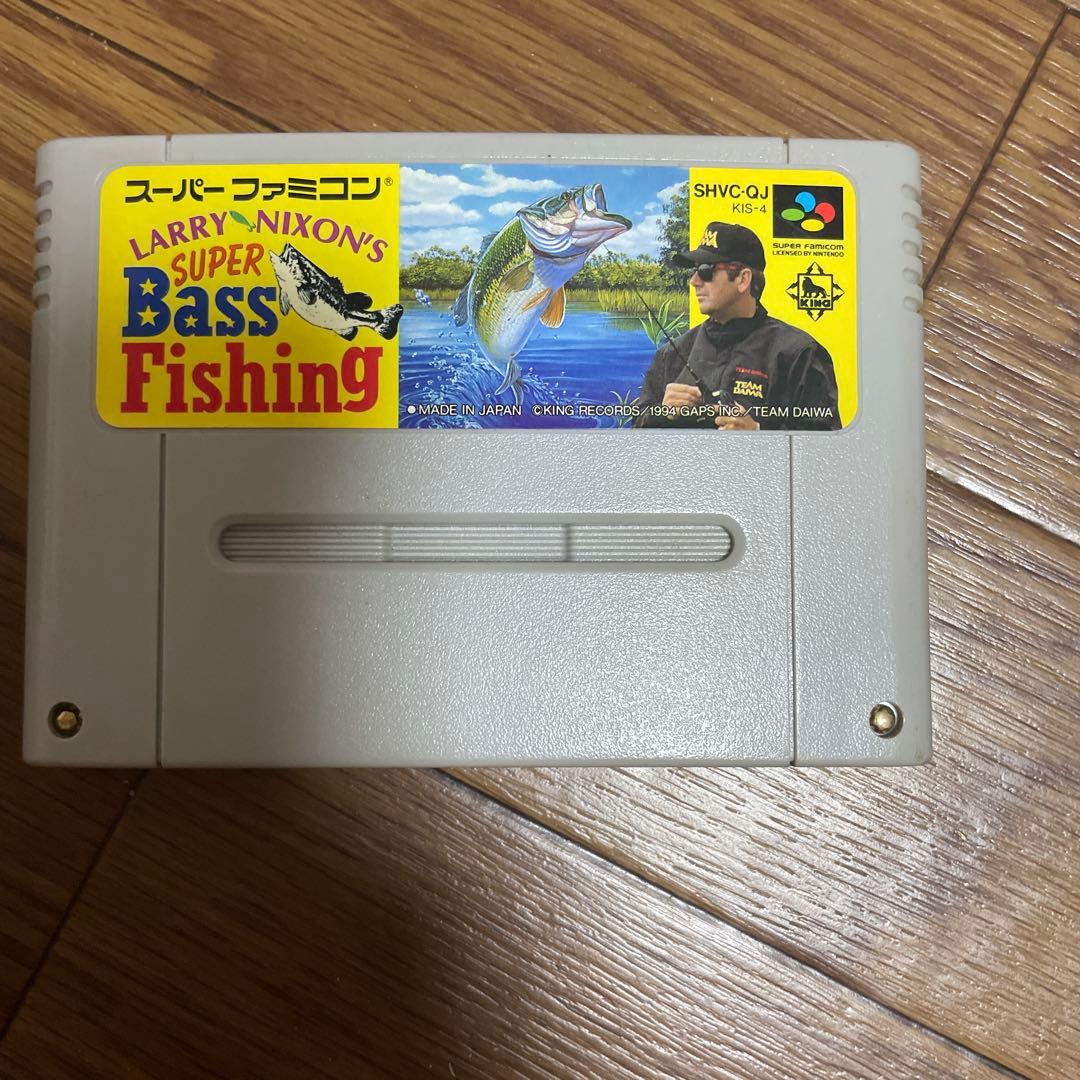 スーパーファミコン®
LARRY NIXON'S
SUPER
Bass
Fishing
SHVC-QJ
KIS-4
SUPER FAMICOM
LICENSED BY NINTENDO
KING
TEAM
DAIWA
● MADE IN JAPAN ©KING RECORDS/1994 GAPS INC./TEAM DAIWA